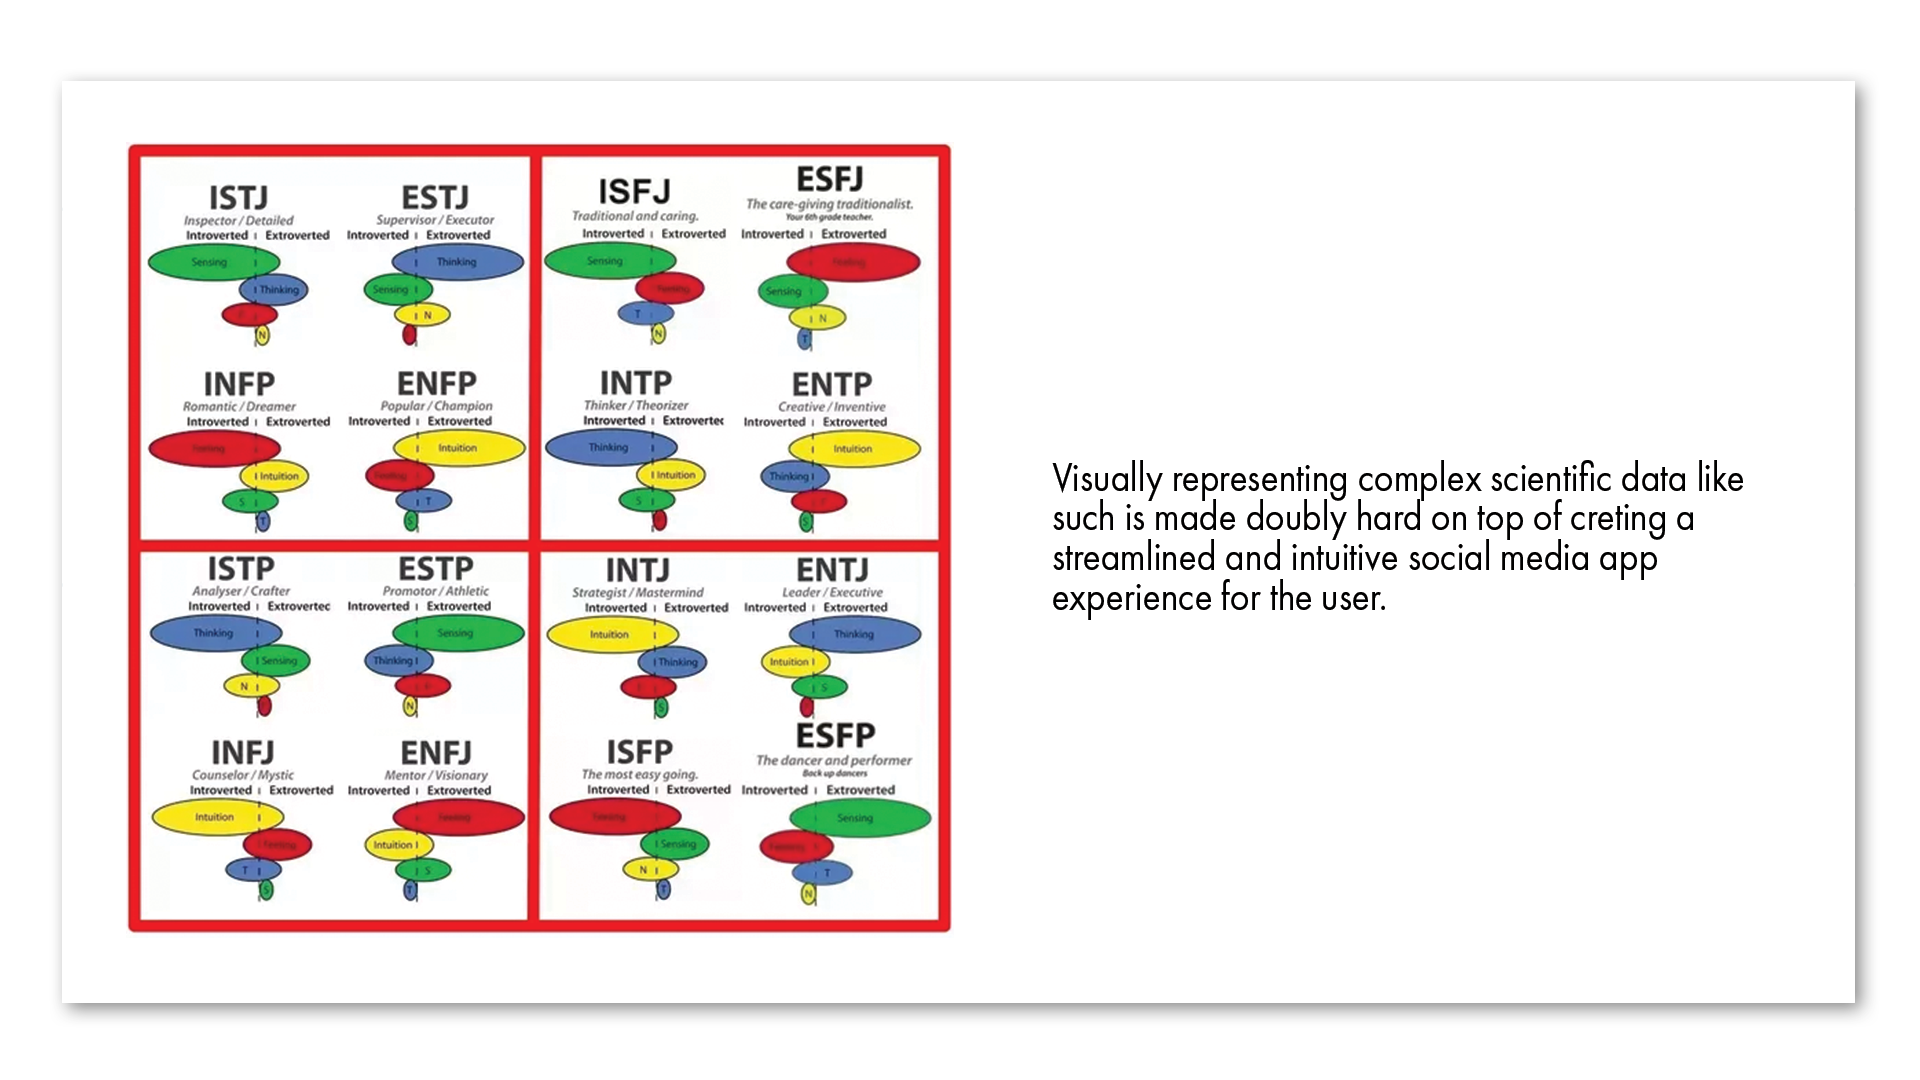 ISTJ
Inspector / Detailed
Introverted Extroverted
Sensing
Thinking
N
ESTJ
Supervisor / Executor
Introverted Extroverted
Thinking
Sensing
N
ISFJ
Traditional and caring.
Introverted Extroverted
Sensing
Feeling
T
N
ESFJ
The care-giving traditionalist.
Your 6th grade teacher.
Introverted Extroverted
Feeling
Sensing
N
T
INFP
Romantic / Dreamer
Introverted Extroverted
Feeling
Intuition
S
T
ENFP
Popular / Champion
Introverted Extroverted
Intuition
Feeling
T
S
INTP
Thinker / Theorizer
Introverted Extroverted
Thinking
Intuition
S
ENTP
Creative / Inventive
Introverted Extroverted
Intuition
Thinking
S
ISTP
Analyser / Crafter
Introverted Extroverted
Thinking
Sensing
N
ESTP
Promotor / Athletic
Introverted Extroverted
Sensing
Thinking
N
INTJ
Strategist / Mastermind
Introverted Extroverted
Intuition
Thinking
S
ENTJ
Leader / Executive
Introverted Extroverted
Thinking
Intuition
S
INFJ
Counselor / Mystic
Introverted Extroverted
Intuition
Feeling
T
S
ENFJ
Mentor / Visionary
Introverted Extroverted
Feeling
Intuition
S
T
ISFP
The most easy going.
Introverted Extroverted
Feeling
Sensing
N
T
ESFP
The dancer and performer
Back up dancers
Introverted Extroverted
Sensing
Feeling
T
N
Visually representing complex scientific data like
such is made doubly hard on top of creting a
streamlined and intuitive social media app
experience for the user.